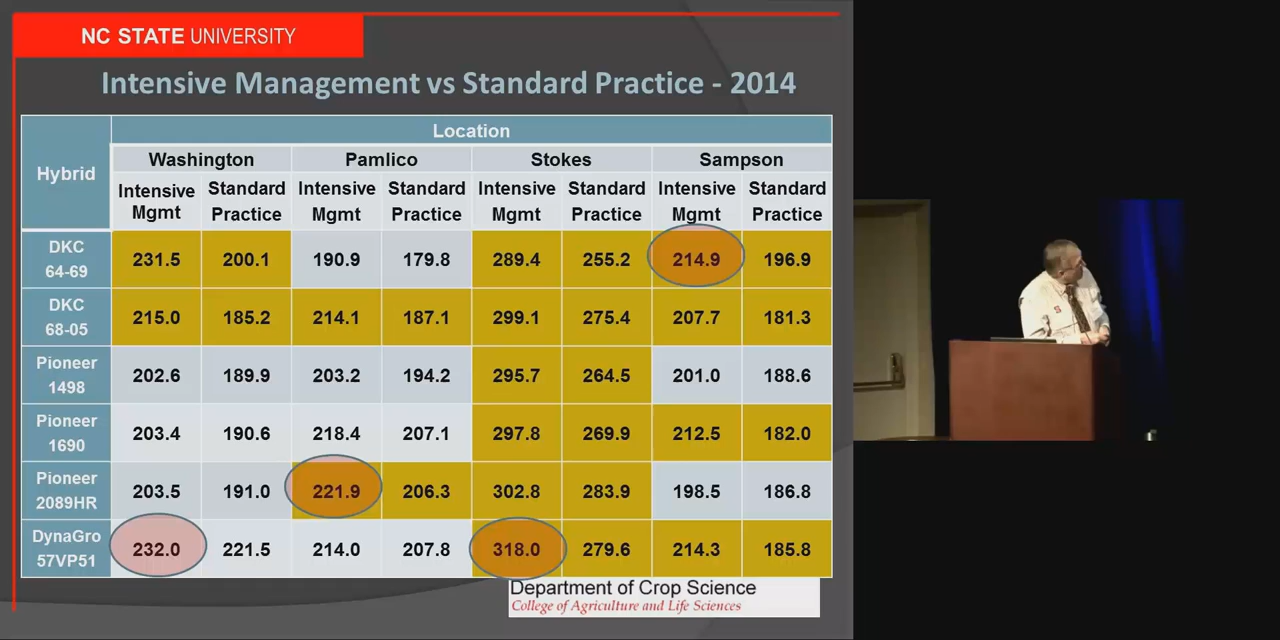 NC STATE UNIVERSITY
Intensive Management vs Standard Practice - 2014
Hybrid
Location
Washington Pamlico Stokes Sampson
Intensive Mgmt Standard Practice Intensive Mgmt Standard Practice Intensive Mgmt Standard Practice Intensive Mgmt Standard Practice
DKC 64-69 231.5 200.1 190.9 179.8 289.4 255.2 214.9 196.9
DKC 68-05 215.0 185.2 214.1 187.1 299.1 275.4 207.7 181.3
Pioneer 1498 202.6 189.9 203.2 194.2 295.7 264.5 201.0 188.6
Pioneer 1690 203.4 190.6 218.4 207.1 297.8 269.9 212.5 182.0
Pioneer 2089HR 203.5 191.0 221.9 206.3 302.8 283.9 198.5 186.8
DynaGro 57VP51 232.0 221.5 214.0 207.8 318.0 279.6 214.3 185.8
Department of Crop Science
College of Agriculture and Life Sciences